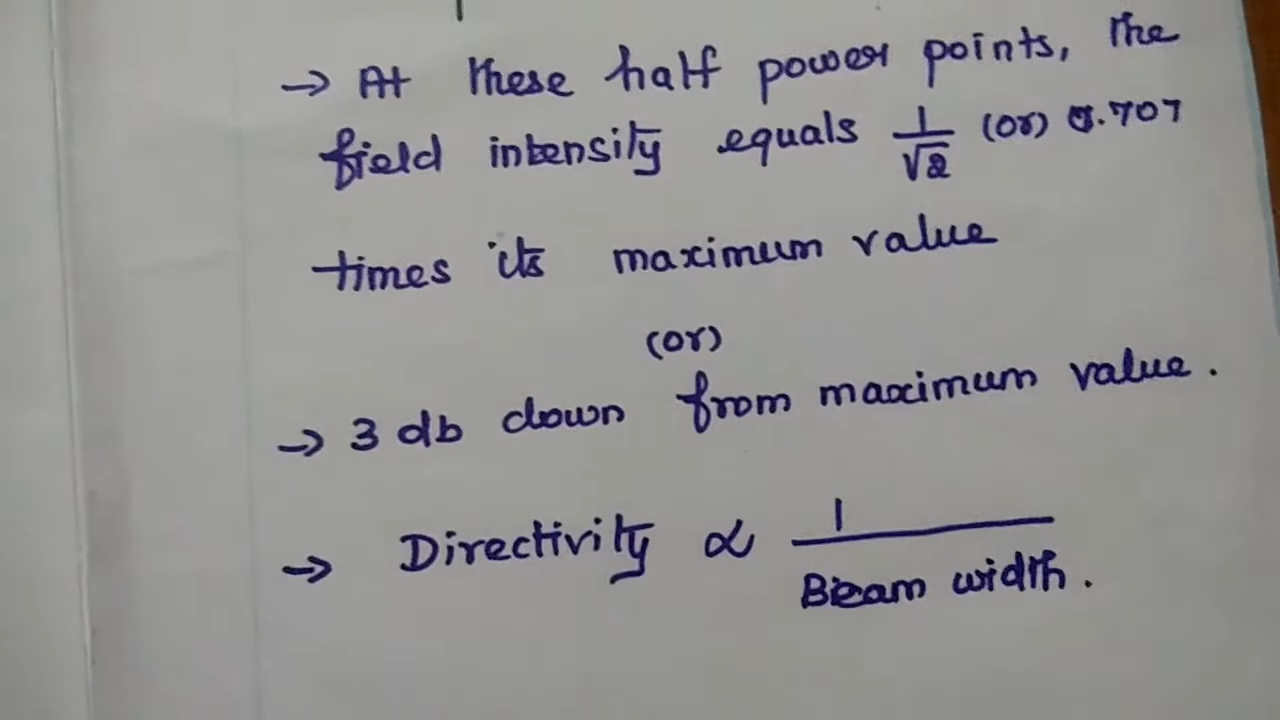 → At these half power points, the
field intensity equals 1/√2 (or) 0.707
times its maximum value
(or)
→ 3 db down from maximum value.
→ Directivity ∝ 1/Beam width.